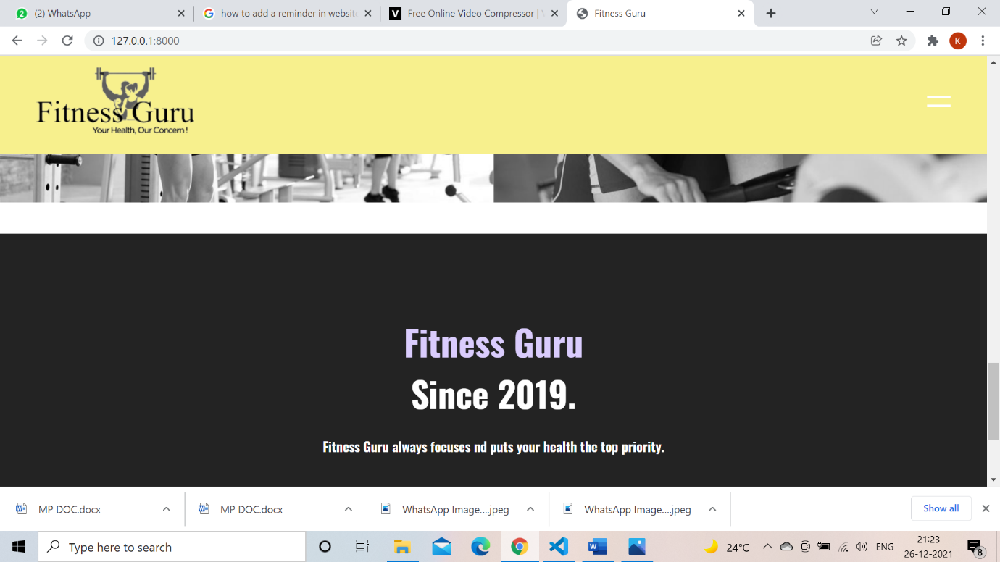 (2) WhatsApp
how to add a reminder in website
Free Online Video Compressor |
Fitness Guru
127.0.0.1:8000
K
Fitness Guru
Your Health, Our Concern !
Fitness Guru
Since 2019.
Fitness Guru always focuses nd puts your health the top priority.
MP DOC.docx
MP DOC.docx
WhatsApp Image....jpeg
WhatsApp Image....jpeg
Show all
Type here to search
24°C
ENG
21:23
26-12-2021
8